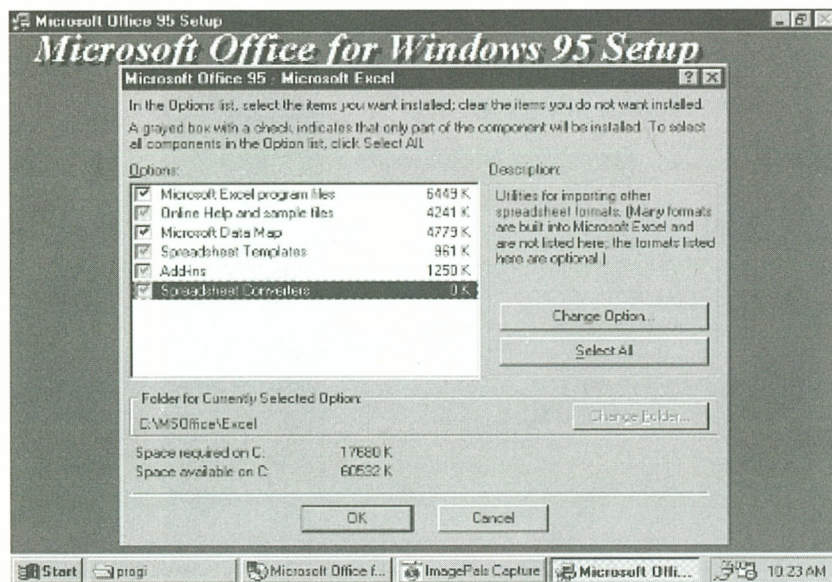 Microsoft Office 95 Setup
Microsoft Office for Windows 95 Setup
Microsoft Office 95 - Microsoft Excel
In the Options list, select the items you want installed; clear the items you do not want installed.
A grayed box with a check indicates that only part of the component will be installed. To select
all components in the Option list, click Select All.
Options:
Microsoft Excel program files 6449 K
Online Help and sample files 4241 K
Microsoft Data Map 4779 K
Spreadsheet Templates 961 K
Add-ins 1250 K
Spreadsheet Converters 0 K
Description:
Utilities for importing other
spreadsheet formats. (Many formats
are built into Microsoft Excel and
are not listed here; the formats listed
here are optional.)
Change Option...
Select All
Folder for Currently Selected Option:
C:\MSOffice\Excel
Change Folder...
Space required on C: 17680 K
Space available on C: 60532 K
OK
Cancel
Start
progi
Microsoft Office f...
ImagePals Capture
Microsoft Offi...
10:23 AM